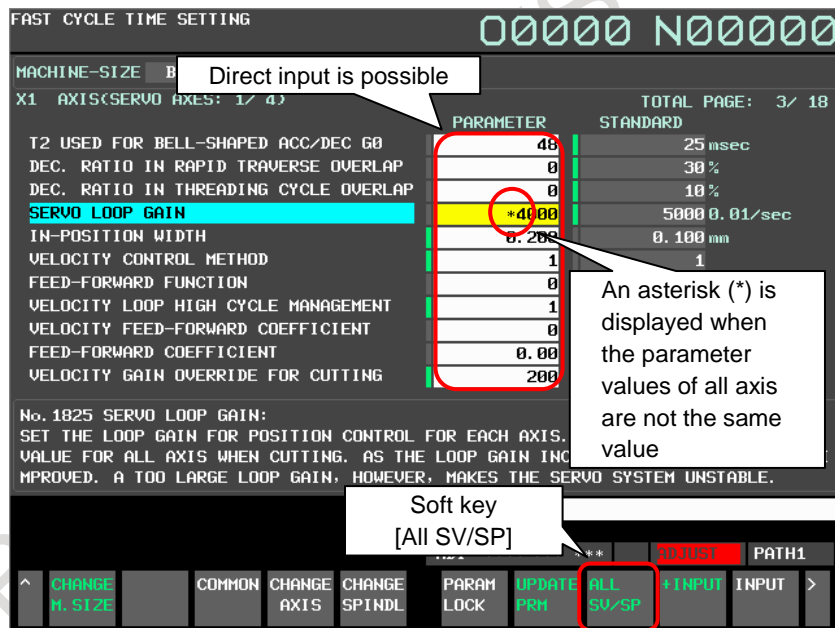 FAST CYCLE TIME SETTING
O0000 N00000
MACHINE-SIZE B
Direct input is possible
X1 AXIS(SERVO AXES: 1/ 4)
TOTAL PAGE: 3/ 18
PARAMETER STANDARD
T2 USED FOR BELL-SHAPED ACC/DEC G0 48 25 msec
DEC. RATIO IN RAPID TRAVERSE OVERLAP 0 30 %
DEC. RATIO IN THREADING CYCLE OVERLAP 0 10 %
SERVO LOOP GAIN *4000 5000 0.01/sec
IN-POSITION WIDTH 0.200 0.100 mm
VELOCITY CONTROL METHOD 1 1
FEED-FORWARD FUNCTION 0
VELOCITY LOOP HIGH CYCLE MANAGEMENT 1
VELOCITY FEED-FORWARD COEFFICIENT 0
FEED-FORWARD COEFFICIENT 0.00
VELOCITY GAIN OVERRIDE FOR CUTTING 200
An asterisk (*) is
displayed when
the parameter
values of all axis
are not the same
value
No.1825 SERVO LOOP GAIN:
SET THE LOOP GAIN FOR POSITION CONTROL FOR EACH AXIS.
VALUE FOR ALL AXIS WHEN CUTTING. AS THE LOOP GAIN INC
MPROVED. A TOO LARGE LOOP GAIN, HOWEVER, MAKES THE SERVO SYSTEM UNSTABLE.
Soft key
[All SV/SP]
** ADJUST PATH1
^ CHANGE M.SIZE COMMON CHANGE AXIS CHANGE SPINDL PARAM LOCK UPDATE PRM ALL SV/SP +INPUT INPUT >